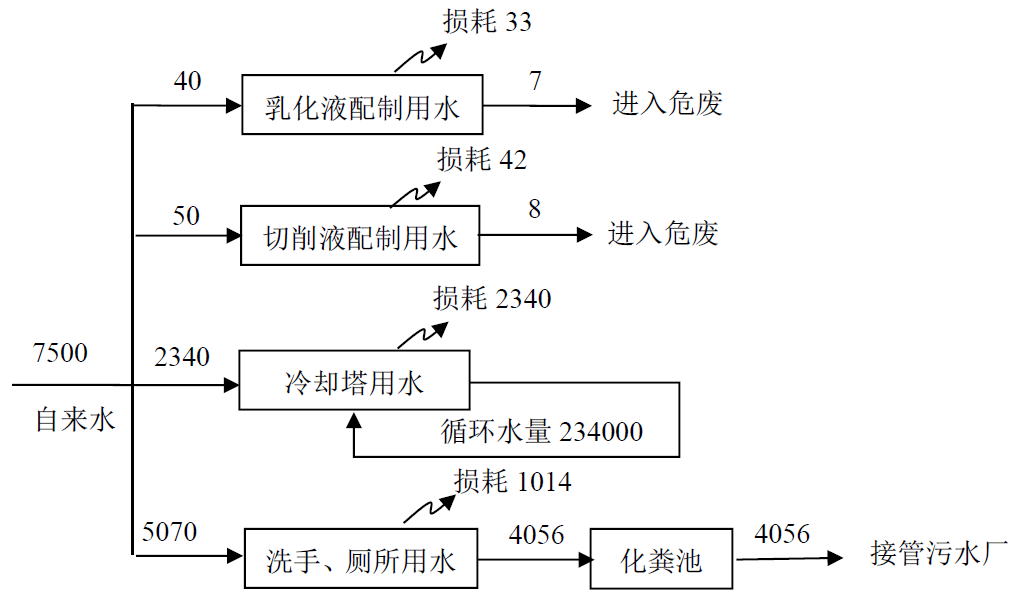 损耗 33
40
乳化液配制用水
7
进入危废
损耗 42
50
切削液配制用水
8
进入危废
损耗 2340
7500
2340
冷却塔用水
自来水
循环水量 234000
损耗 1014
5070
洗手、厕所用水
4056
化粪池
4056
接管污水厂